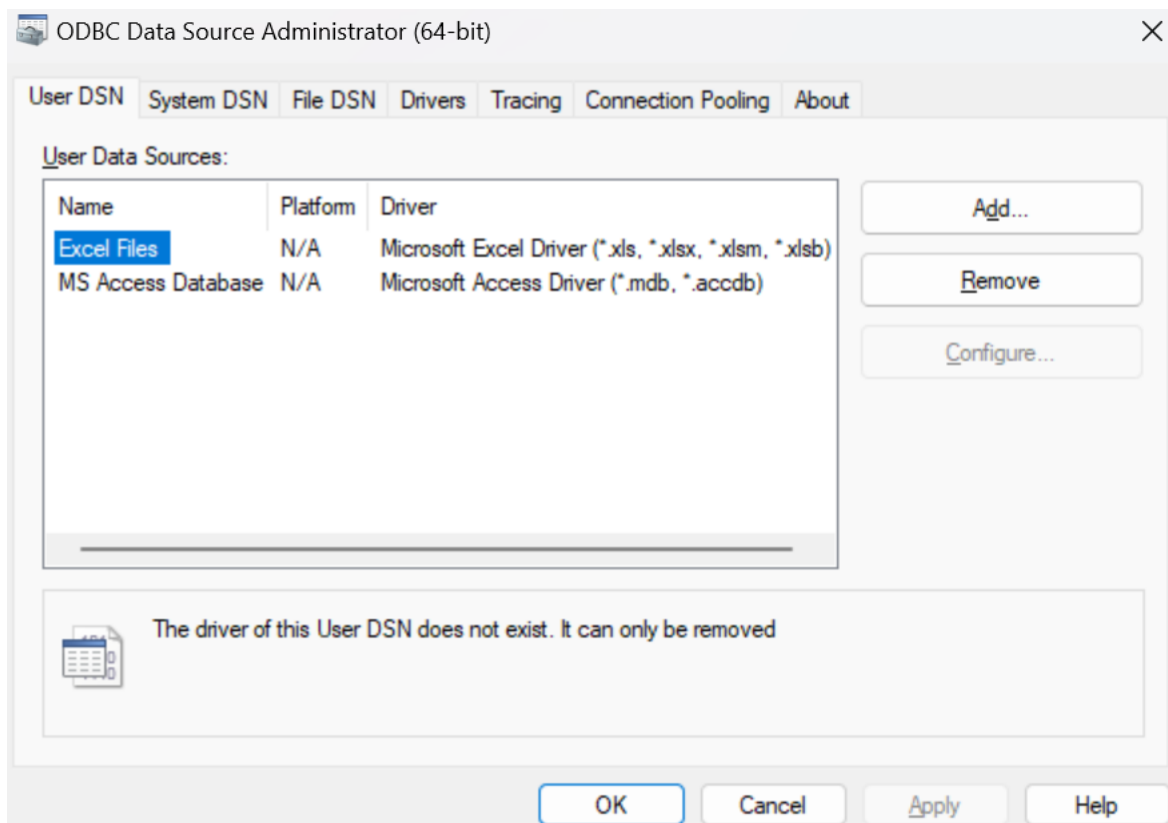 ODBC Data Source Administrator (64-bit)
User DSN System DSN File DSN Drivers Tracing Connection Pooling About
User Data Sources:
Name Platform Driver
Excel Files N/A Microsoft Excel Driver (*.xls, *.xlsx, *.xlsm, *.xlsb)
MS Access Database N/A Microsoft Access Driver (*.mdb, *.accdb)
Add...
Remove
Configure...
The driver of this User DSN does not exist. It can only be removed
OK Cancel Apply Help